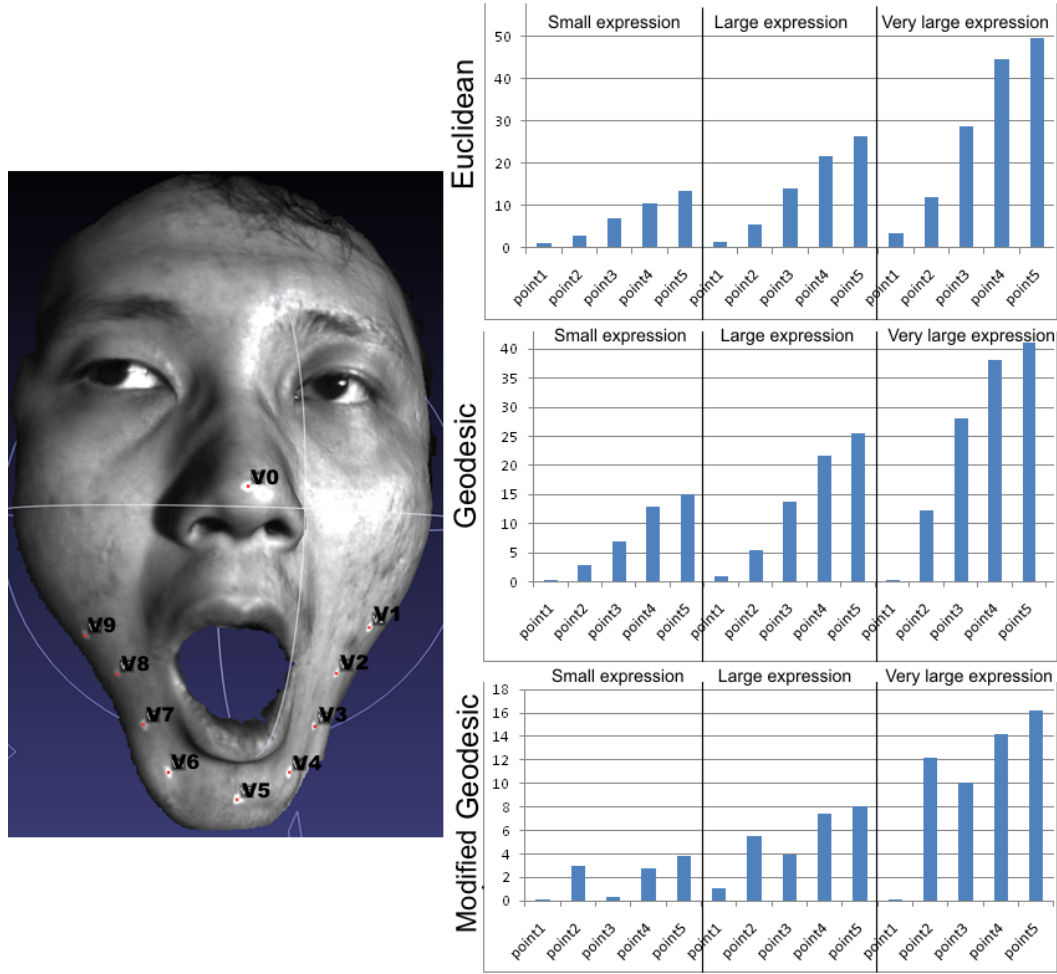 V0
V9
V1
V8
V2
V7
V3
V6
V4
V5
Euclidean
Small expression Large expression Very large expression
50
40
30
20
10
0
point1 point2 point3 point4 point5 point1 point2 point3 point4 point5 point1 point2 point3 point4 point5
Geodesic
Small expression Large expression Very large expression
40
35
30
25
20
15
10
5
0
point1 point2 point3 point4 point5 point1 point2 point3 point4 point5 point1 point2 point3 point4 point5
Modified Geodesic
Small expression Large expression Very large expression
18
16
14
12
10
8
6
4
2
0
point1 point2 point3 point4 point5 point1 point2 point3 point4 point5 point1 point2 point3 point4 point5